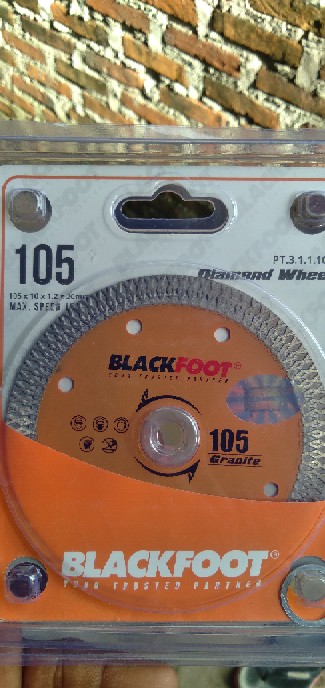 105
PT.3.1.1.10
Diamond Whee
105 x 10 x 1.2 x 20mm
MAX. SPEED
BLACKFOOT®
YOUR TRUSTED PARTNER
105
Granite
BLACKFOOT®
YOUR TRUSTED PARTNER